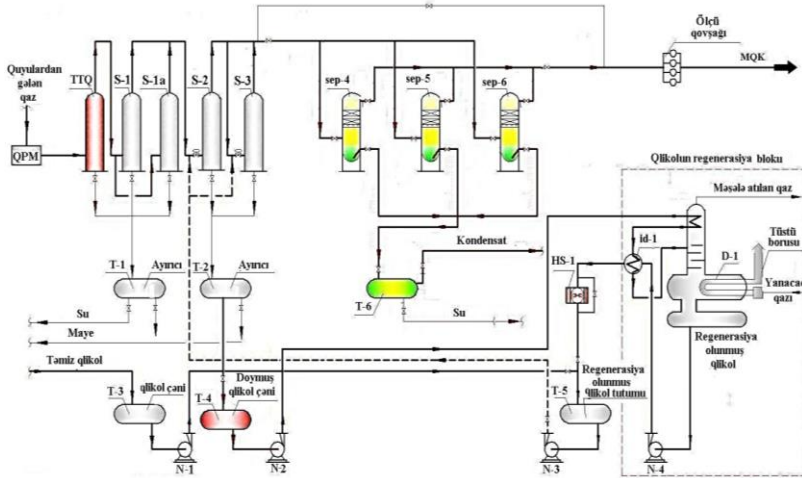 Ölçü
qovşağı
MQK
Quyulardan
gələn
qaz
TTQ
S-1
S-1a
S-2
S-3
sep-4
sep-5
sep-6
QPM
Qlikolun regenerasiya bloku
Məşələ atılan qaz
Tüstü
borusu
id-1
D-1
Yanacaq
qazı
HS-1
Kondensat
T-1
Ayırıcı
T-2
Ayırıcı
T-6
Su
Su
Maye
Regenerasiya
olunmuş
qlikol
Təmiz qlikol
T-3
qlikol çəni
Doymuş
qlikol çəni
T-4
Regenerasiya
olunmuş
qlikol tutumu
T-5
N-1
N-2
N-3
N-4